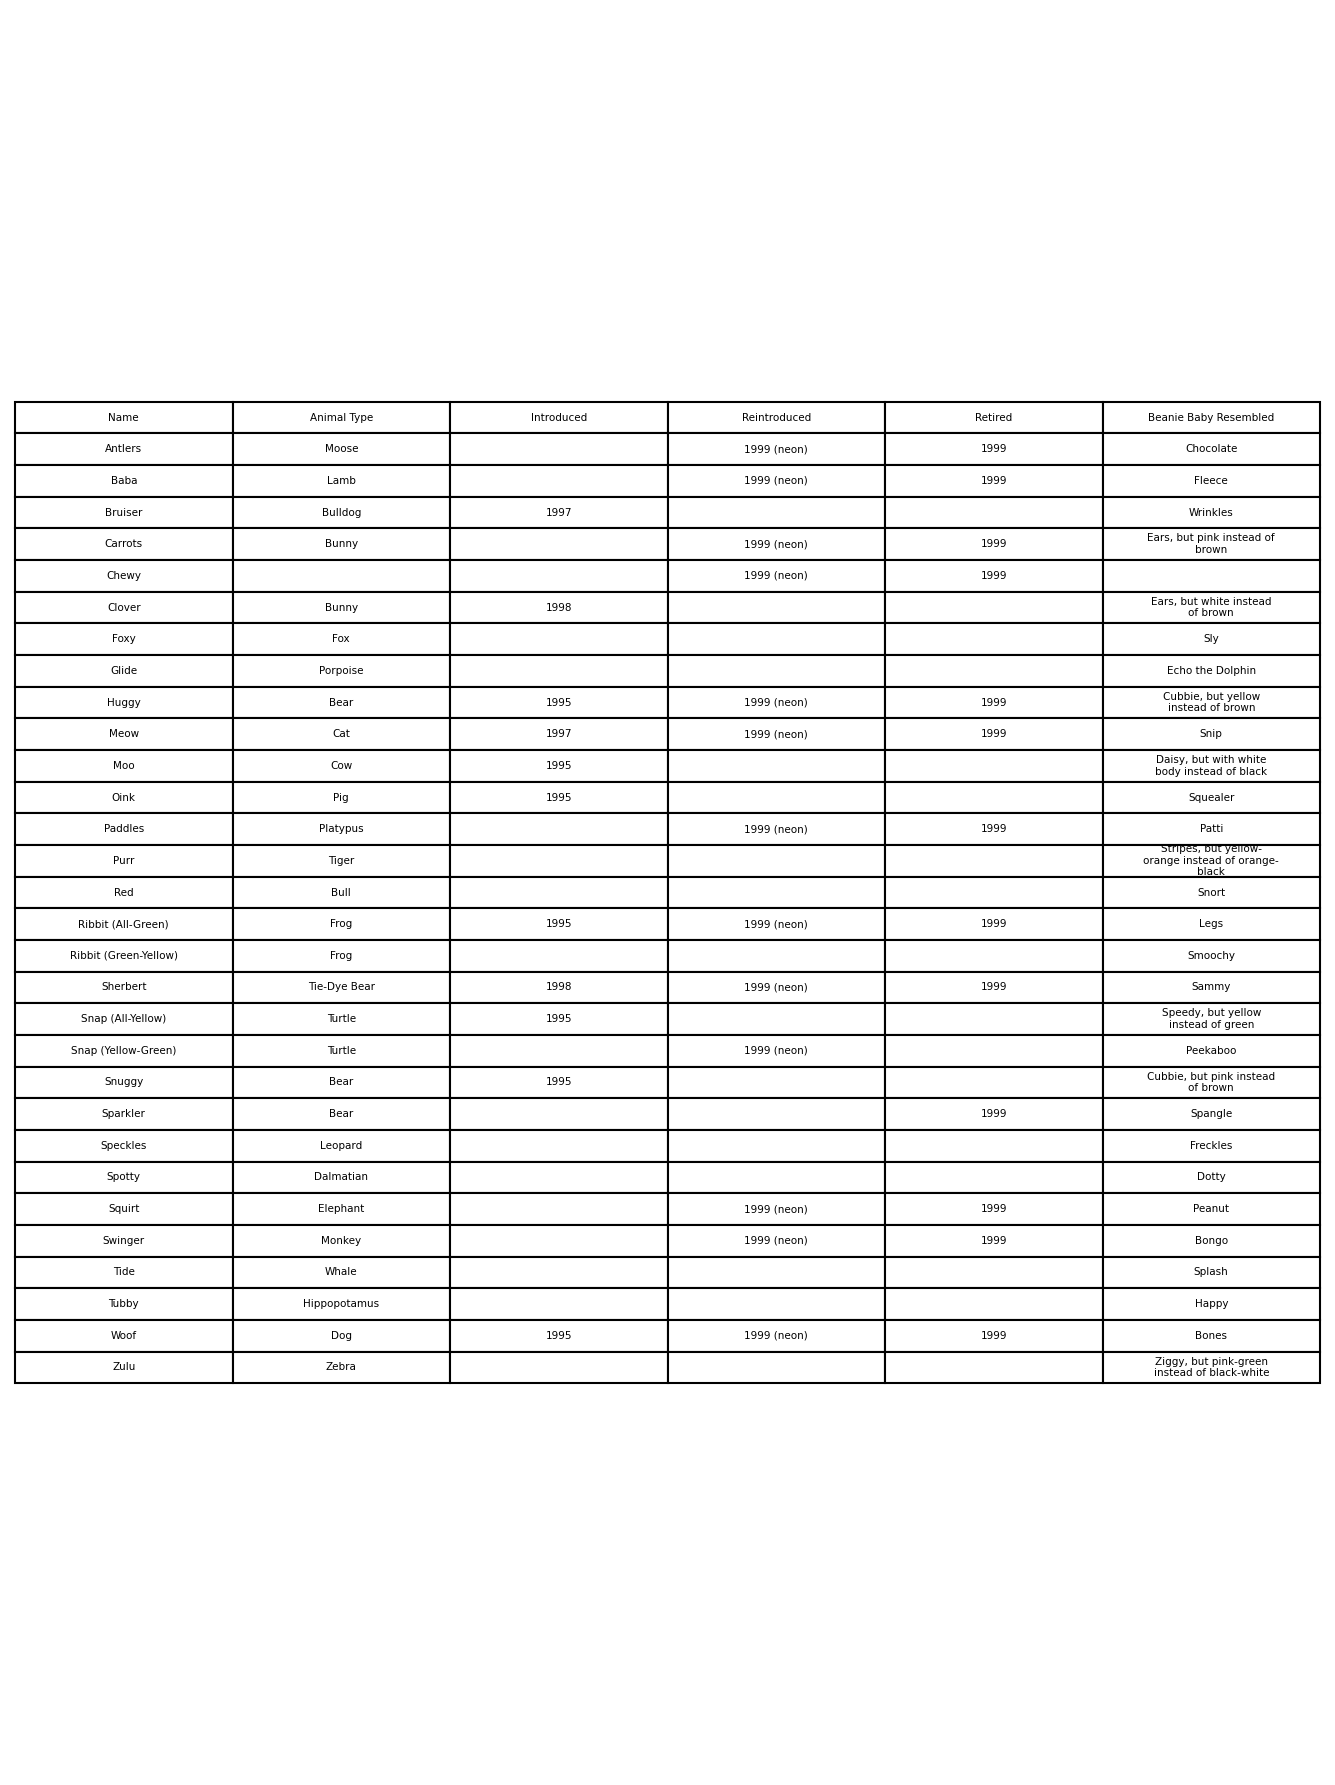 Name Animal Type Introduced Reintroduced Retired Beanie Baby Resembled
Antlers Moose 1999 (neon) 1999 Chocolate
Baba Lamb 1999 (neon) 1999 Fleece
Bruiser Bulldog 1997 Wrinkles
Carrots Bunny 1999 (neon) 1999 Ears, but pink instead of
brown
Chewy 1999 (neon) 1999
Clover Bunny 1998 Ears, but white instead
of brown
Foxy Fox Sly
Glide Porpoise Echo the Dolphin
Huggy Bear 1995 1999 (neon) 1999 Cubbie, but yellow
instead of brown
Meow Cat 1997 1999 (neon) 1999 Snip
Moo Cow 1995 Daisy, but with white
body instead of black
Oink Pig 1995 Squealer
Paddles Platypus 1999 (neon) 1999 Patti
Purr Tiger Stripes, but yellow-
orange instead of orange-
black
Red Bull Snort
Ribbit (All-Green) Frog 1995 1999 (neon) 1999 Legs
Ribbit (Green-Yellow) Frog Smoochy
Sherbert Tie-Dye Bear 1998 1999 (neon) 1999 Sammy
Snap (All-Yellow) Turtle 1995 Speedy, but yellow
instead of green
Snap (Yellow-Green) Turtle 1999 (neon) Peekaboo
Snuggy Bear 1995 Cubbie, but pink instead
of brown
Sparkler Bear 1999 Spangle
Speckles Leopard Freckles
Spotty Dalmatian Dotty
Squirt Elephant 1999 (neon) 1999 Peanut
Swinger Monkey 1999 (neon) 1999 Bongo
Tide Whale Splash
Tubby Hippopotamus Happy
Woof Dog 1995 1999 (neon) 1999 Bones
Zulu Zebra Ziggy, but pink-green
instead of black-white